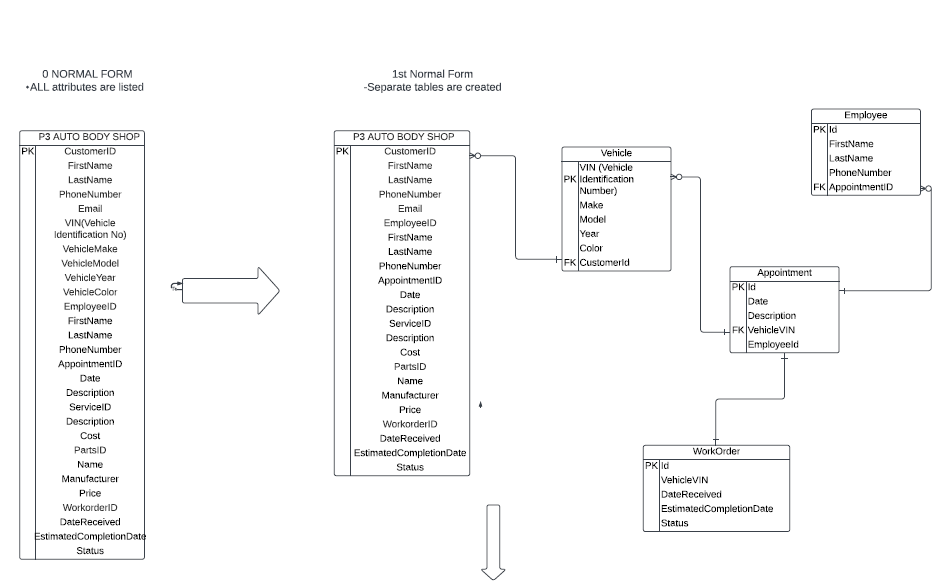 0 NORMAL FORM
•ALL attributes are listed
P3 AUTO BODY SHOP
PK CustomerID
FirstName
LastName
PhoneNumber
Email
VIN(Vehicle
Identification No)
VehicleMake
VehicleModel
VehicleYear
VehicleColor
EmployeeID
FirstName
LastName
PhoneNumber
AppointmentID
Date
Description
ServiceID
Description
Cost
PartsID
Name
Manufacturer
Price
WorkorderID
DateReceived
EstimatedCompletionDate
Status
1st Normal Form
-Separate tables are created
P3 AUTO BODY SHOP
PK CustomerID
FirstName
LastName
PhoneNumber
Email
EmployeeID
FirstName
LastName
PhoneNumber
AppointmentID
Date
Description
ServiceID
Description
Cost
PartsID
Name
Manufacturer
Price
WorkorderID
DateReceived
EstimatedCompletionDate
Status
Vehicle
VIN (Vehicle
PK Identification
Number)
Make
Model
Year
Color
FK CustomerId
Employee
PK Id
FirstName
LastName
PhoneNumber
FK AppointmentID
Appointment
PK Id
Date
Description
FK VehicleVIN
EmployeeId
WorkOrder
PK Id
VehicleVIN
DateReceived
EstimatedCompletionDate
Status